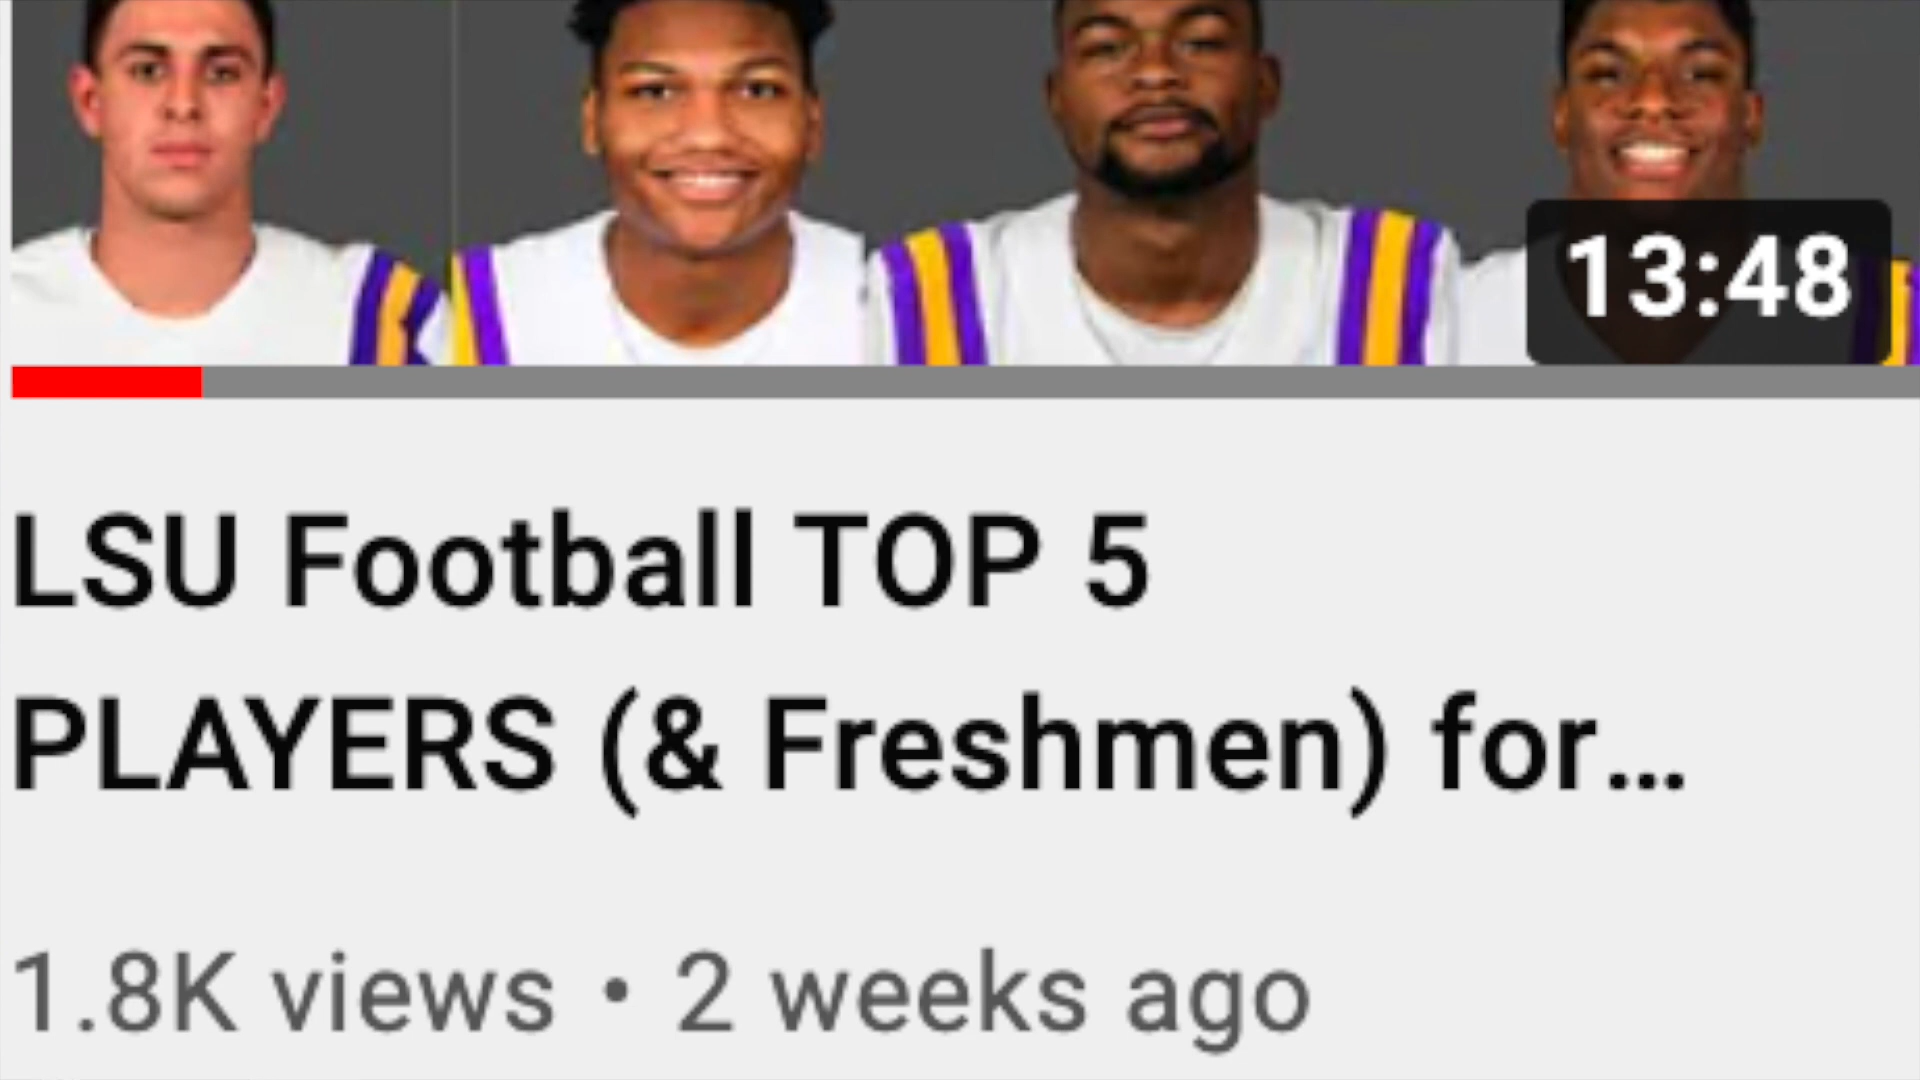 13:48
LSU Football TOP 5
PLAYERS (& Freshmen) for...
1.8K views • 2 weeks ago